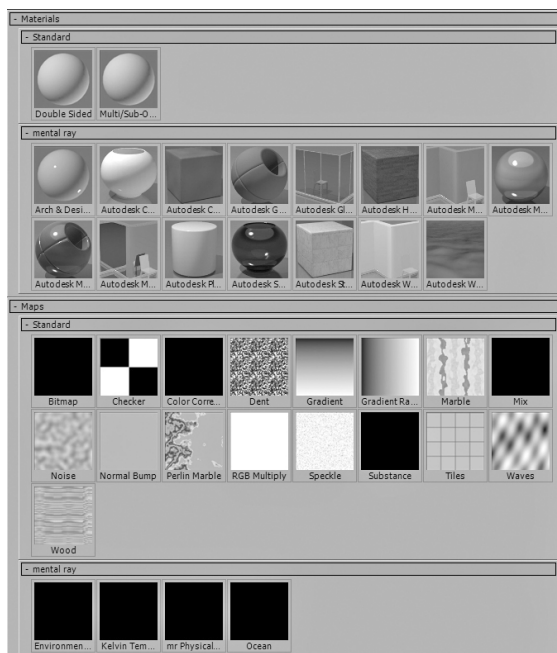 - Materials
- Standard
Double Sided Multi/Sub-O...
- mental ray
Arch & Desi... Autodesk C... Autodesk C... Autodesk G... Autodesk Gl... Autodesk H... Autodesk M... Autodesk M...
Autodesk M... Autodesk M... Autodesk Pl... Autodesk S... Autodesk St... Autodesk W... Autodesk W...
- Maps
- Standard
Bitmap Checker Color Corre... Dent Gradient Gradient Ra... Marble Mix
Noise Normal Bump Perlin Marble RGB Multiply Speckle Substance Tiles Waves
Wood
- mental ray
Environmen... Kelvin Tem... mr Physical... Ocean